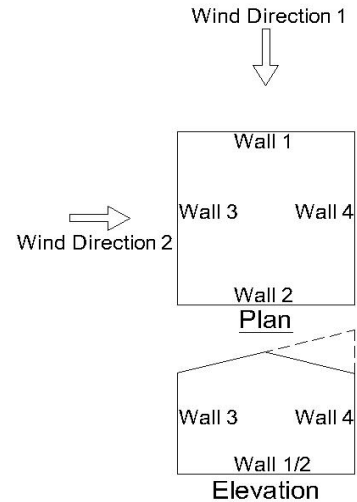 Wind Direction 1
Wall 1
Wall 3 Wall 4
Wind Direction 2
Wall 2
Plan
Wall 3 Wall 4
Wall 1/2
Elevation